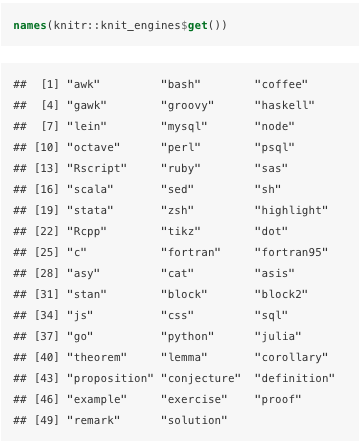 names(knitr::knit_engines$get())
##  [1] "awk"         "bash"        "coffee"
##  [4] "gawk"        "groovy"      "haskell"
##  [7] "lein"        "mysql"       "node"
## [10] "octave"      "perl"        "psql"
## [13] "Rscript"     "ruby"        "sas"
## [16] "scala"       "sed"         "sh"
## [19] "stata"       "zsh"         "highlight"
## [22] "Rcpp"        "tikz"        "dot"
## [25] "c"           "fortran"     "fortran95"
## [28] "asy"         "cat"         "asis"
## [31] "stan"        "block"       "block2"
## [34] "js"          "css"         "sql"
## [37] "go"          "python"      "julia"
## [40] "theorem"     "lemma"       "corollary"
## [43] "proposition" "conjecture"  "definition"
## [46] "example"     "exercise"    "proof"
## [49] "remark"      "solution"